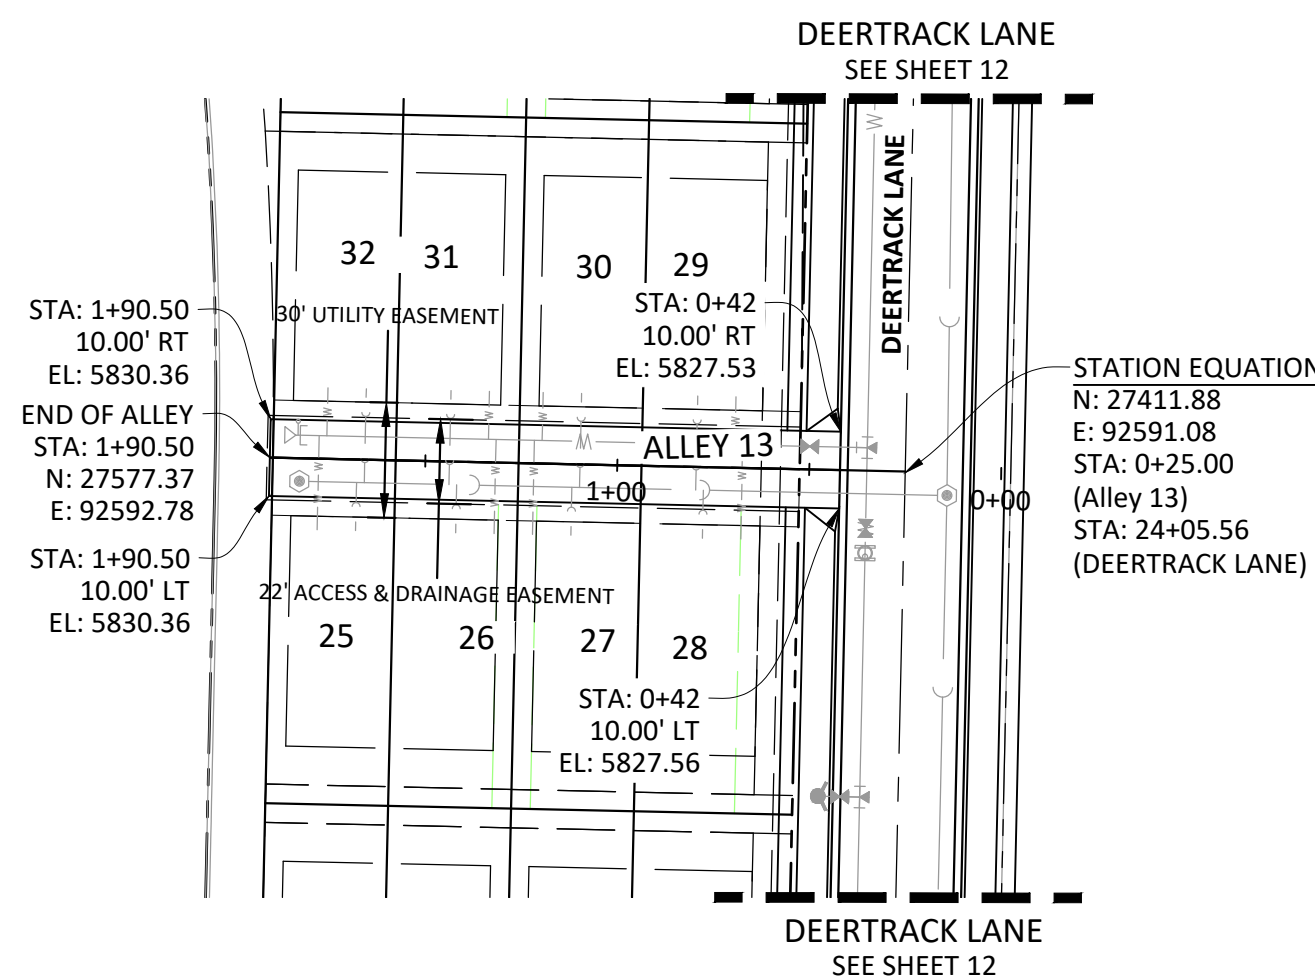 DEERTRACK LANE
SEE SHEET 12
DEERTRACK LANE
32
31
30
29
30' UTILITY EASEMENT
STA: 0+42
10.00' RT
EL: 5827.53
STA: 1+90.50
10.00' RT
EL: 5830.36
END OF ALLEY
STA: 1+90.50
N: 27577.37
E: 92592.78
STA: 1+90.50
10.00' LT
EL: 5830.36
ALLEY 13
1+00
0+00
STATION EQUATION
N: 27411.88
E: 92591.08
STA: 0+25.00
(Alley 13)
STA: 24+05.56
(DEERTRACK LANE)
22' ACCESS & DRAINAGE EASEMENT
25
26
27
28
STA: 0+42
10.00' LT
EL: 5827.56
DEERTRACK LANE
SEE SHEET 12